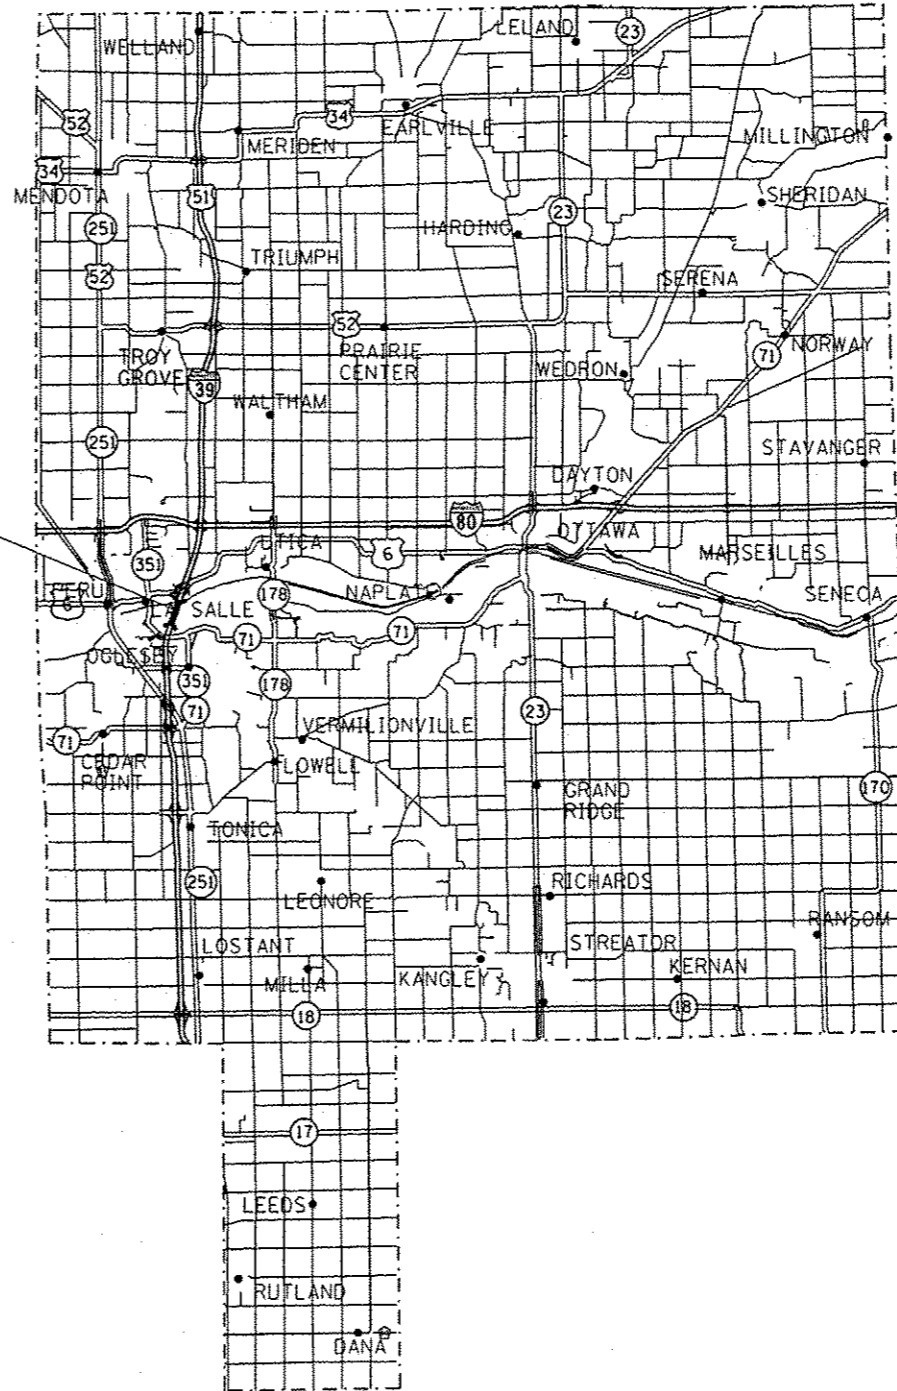 WELLAND
LELAND
23
52
34
EARLVILLE
MERIDEN
MILLINGTON
34
MENDOTA
51
SHERIDAN
251
23
HARDING
52
TRIUMPH
SERENA
52
TROY
GROVE
PRAIRIE
CENTER
NORWAY
71
WEDRON
39
WALTHAM
251
STAVANGER
DAYTON
80
OTTAWA
UTICA
6
MARSEILLES
351
PERU
6
LA SALLE
178
NAPLATE
SENECA
71
71
OGLESBY
351
178
71
23
71
VERMILIONVILLE
CEDAR
POINT
LOWELL
GRAND
RIDGE
170
TONICA
251
LEONORE
RICHARDS
RANSOM
LOSTANT
STREATOR
MILLA
KANGLEY
KERNAN
18
18
17
LEEDS
RUTLAND
DANA